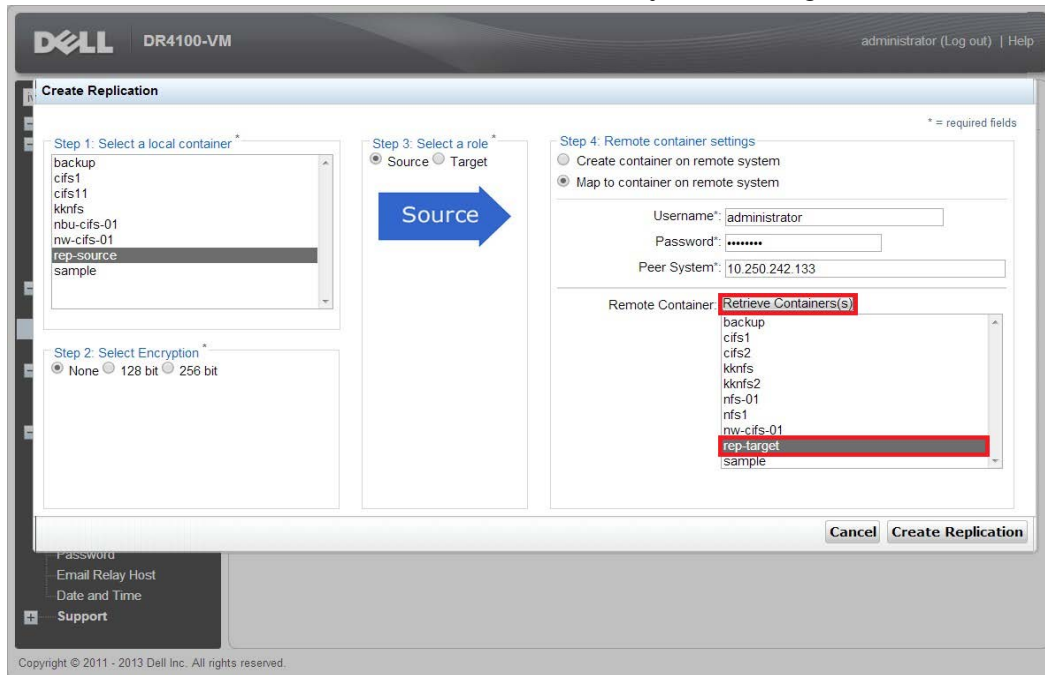 DELL DR4100-VM administrator (Log out) | Help
Create Replication
* = required fields
Step 1: Select a local container *
backup
cifs1
cifs11
kknfs
nbu-cifs-01
nw-cifs-01
rep-source
sample
Step 2: Select Encryption *
None 128 bit 256 bit
Step 3: Select a role *
Source Target
Source
Step 4: Remote container settings
Create container on remote system
Map to container on remote system
Username*: administrator
Password*: ••••••••
Peer System*: 10.250.242.133
Remote Container: Retrieve Containers(s)
backup
cifs1
cifs2
kknfs
kknfs2
nfs-01
nfs1
nw-cifs-01
rep-target
sample
Cancel Create Replication
Password
Email Relay Host
Date and Time
Support
Copyright © 2011 - 2013 Dell Inc. All rights reserved.